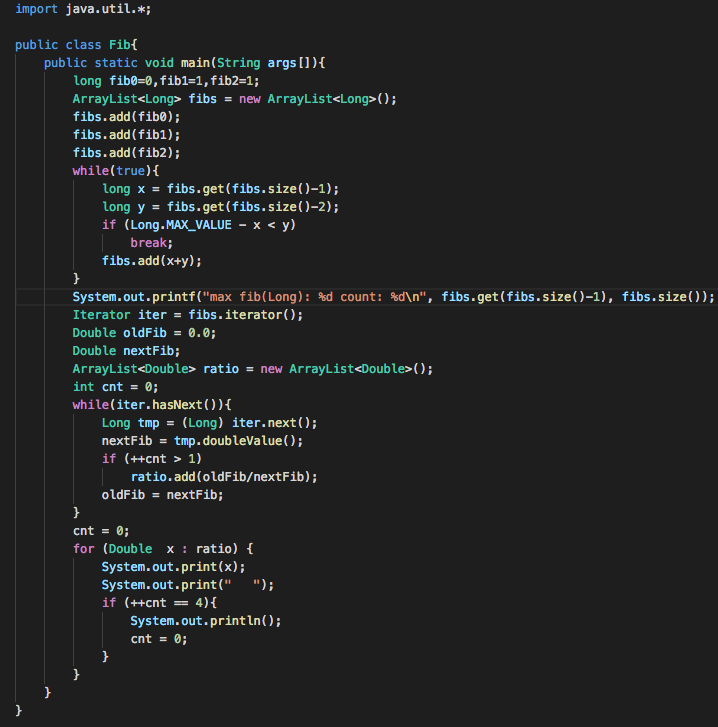 import java.util.*;

public class Fib{
    public static void main(String args[]){
        long fib0=0,fib1=1,fib2=1;
        ArrayList<Long> fibs = new ArrayList<Long>();
        fibs.add(fib0);
        fibs.add(fib1);
        fibs.add(fib2);
        while(true){
            long x = fibs.get(fibs.size()-1);
            long y = fibs.get(fibs.size()-2);
            if (Long.MAX_VALUE - x < y)
                break;
            fibs.add(x+y);
        }
        System.out.printf("max fib(Long): %d count: %d\n", fibs.get(fibs.size()-1), fibs.size());
        Iterator iter = fibs.iterator();
        Double oldFib = 0.0;
        Double nextFib;
        ArrayList<Double> ratio = new ArrayList<Double>();
        int cnt = 0;
        while(iter.hasNext()){
            Long tmp = (Long) iter.next();
            nextFib = tmp.doubleValue();
            if (++cnt > 1)
                ratio.add(oldFib/nextFib);
            oldFib = nextFib;
        }
        cnt = 0;
        for (Double  x : ratio) {
            System.out.print(x);
            System.out.print("   ");
            if (++cnt == 4){
                System.out.println();
                cnt = 0;
            }
        }
    }
}